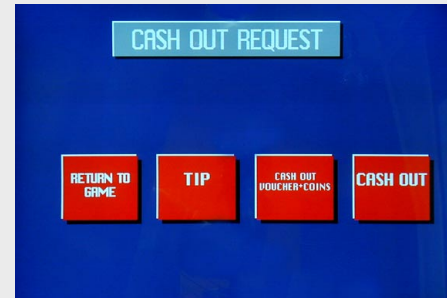 CASH OUT REQUEST
RETURN TO
GAME
TIP
CASH OUT
VOUCHER+COINS
CASH OUT